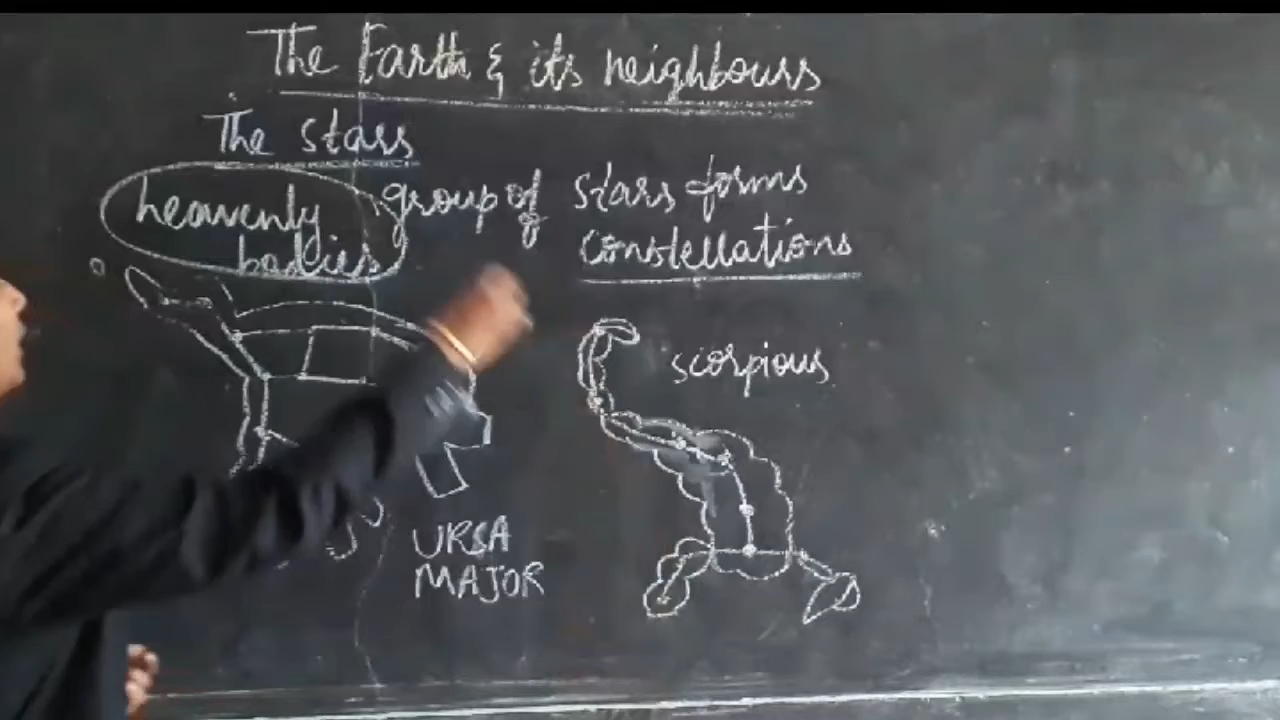 The Earth & its neighbours
The stars
heavenly bodies
group of stars forms
constellations
scorpious
URSA
MAJOR